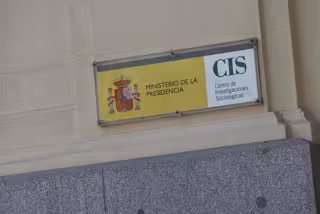 MINISTERIO DE LA
PRESIDENCIA
CIS
Centro de
Investigaciones
Sociológicas